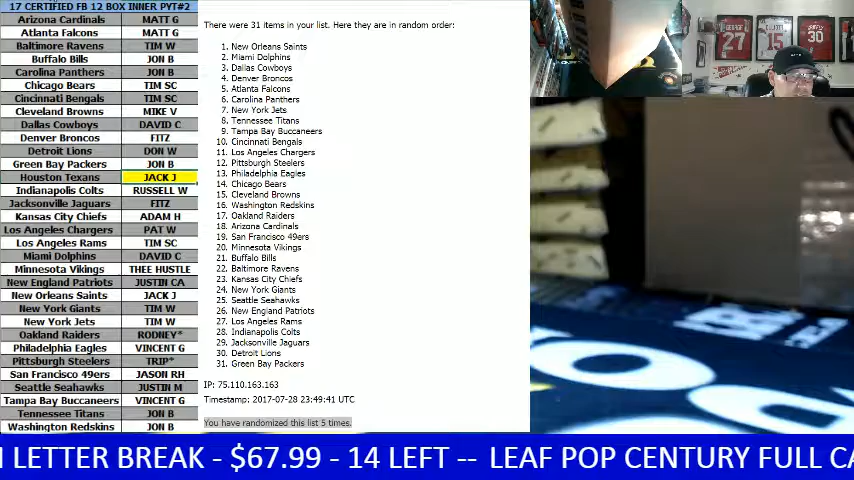 17 CERTIFIED FB 12 BOX INNER PYT#2
Arizona Cardinals MATT G
Atlanta Falcons MATT G
Baltimore Ravens TIM W
Buffalo Bills JON B
Carolina Panthers JON B
Chicago Bears TIM SC
Cincinnati Bengals TIM SC
Cleveland Browns MIKE V
Dallas Cowboys DAVID C
Denver Broncos FITZ
Detroit Lions DON W
Green Bay Packers JON B
Houston Texans JACK J
Indianapolis Colts RUSSELL W
Jacksonville Jaguars FITZ
Kansas City Chiefs ADAM H
Los Angeles Chargers PAT W
Los Angeles Rams TIM SC
Miami Dolphins DAVID C
Minnesota Vikings THEE HUSTLE
New England Patriots JUSTIN CA
New Orleans Saints JACK J
New York Giants TIM W
New York Jets TIM W
Oakland Raiders RODNEY*
Philadelphia Eagles VINCENT G
Pittsburgh Steelers TRIP*
San Francisco 49ers JASON RH
Seattle Seahawks JUSTIN M
Tampa Bay Buccaneers VINCENT G
Tennessee Titans JON B
Washington Redskins JON B
There were 31 items in your list. Here they are in random order:
1. New Orleans Saints
2. Miami Dolphins
3. Dallas Cowboys
4. Denver Broncos
5. Atlanta Falcons
6. Carolina Panthers
7. New York Jets
8. Tennessee Titans
9. Tampa Bay Buccaneers
10. Cincinnati Bengals
11. Los Angeles Chargers
12. Pittsburgh Steelers
13. Philadelphia Eagles
14. Chicago Bears
15. Cleveland Browns
16. Washington Redskins
17. Oakland Raiders
18. Arizona Cardinals
19. San Francisco 49ers
20. Minnesota Vikings
21. Buffalo Bills
22. Baltimore Ravens
23. Kansas City Chiefs
24. New York Giants
25. Seattle Seahawks
26. New England Patriots
27. Los Angeles Rams
28. Indianapolis Colts
29. Jacksonville Jaguars
30. Detroit Lions
31. Green Bay Packers
IP: 75.110.163.163
Timestamp: 2017-07-28 23:49:41 UTC
You have randomized this list 5 times.
27 15 30
LETTER BREAK - $67.99 - 14 LEFT -- LEAF POP CENTURY FULL CA